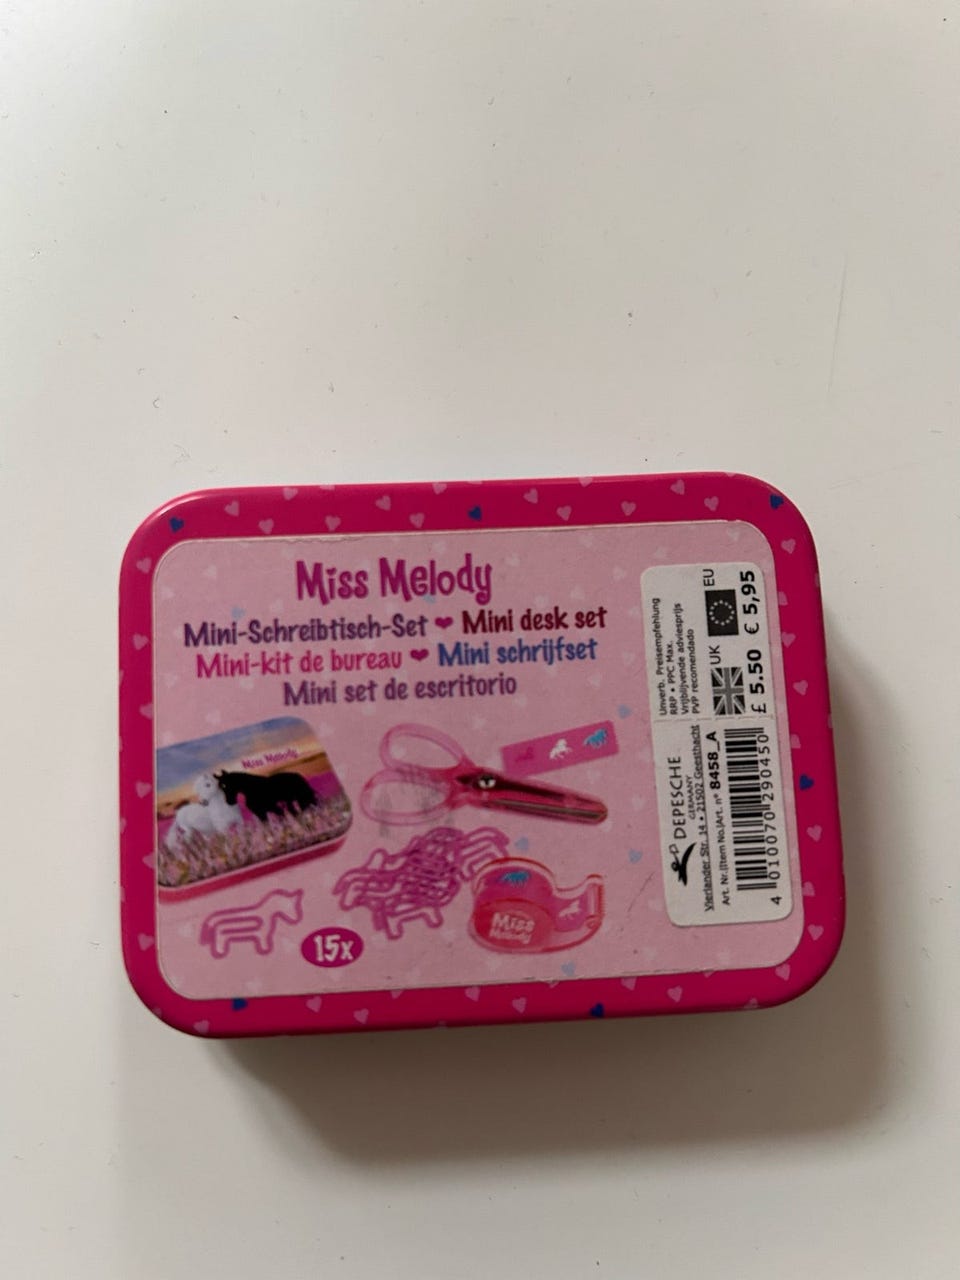 Miss Melody
Mini-Schreibtisch-Set ❤ Mini desk set
Mini-kit de bureau ❤ Mini schrijfset
Mini set de escritorio
Miss Melody
15x
Miss
Melody
Unverb. Preisempfehlung
RRP • PPC Max.
Vrijblijvende adviesprijs
PVP recomendado
UK EU
£ 5.50 € 5,95
DEPESCHE
GERMANY
Vierlander Str. 14 • 21502 Geesthacht
Art. Nr.|Item No.|Art. n° 8458_A
4 010070 290450